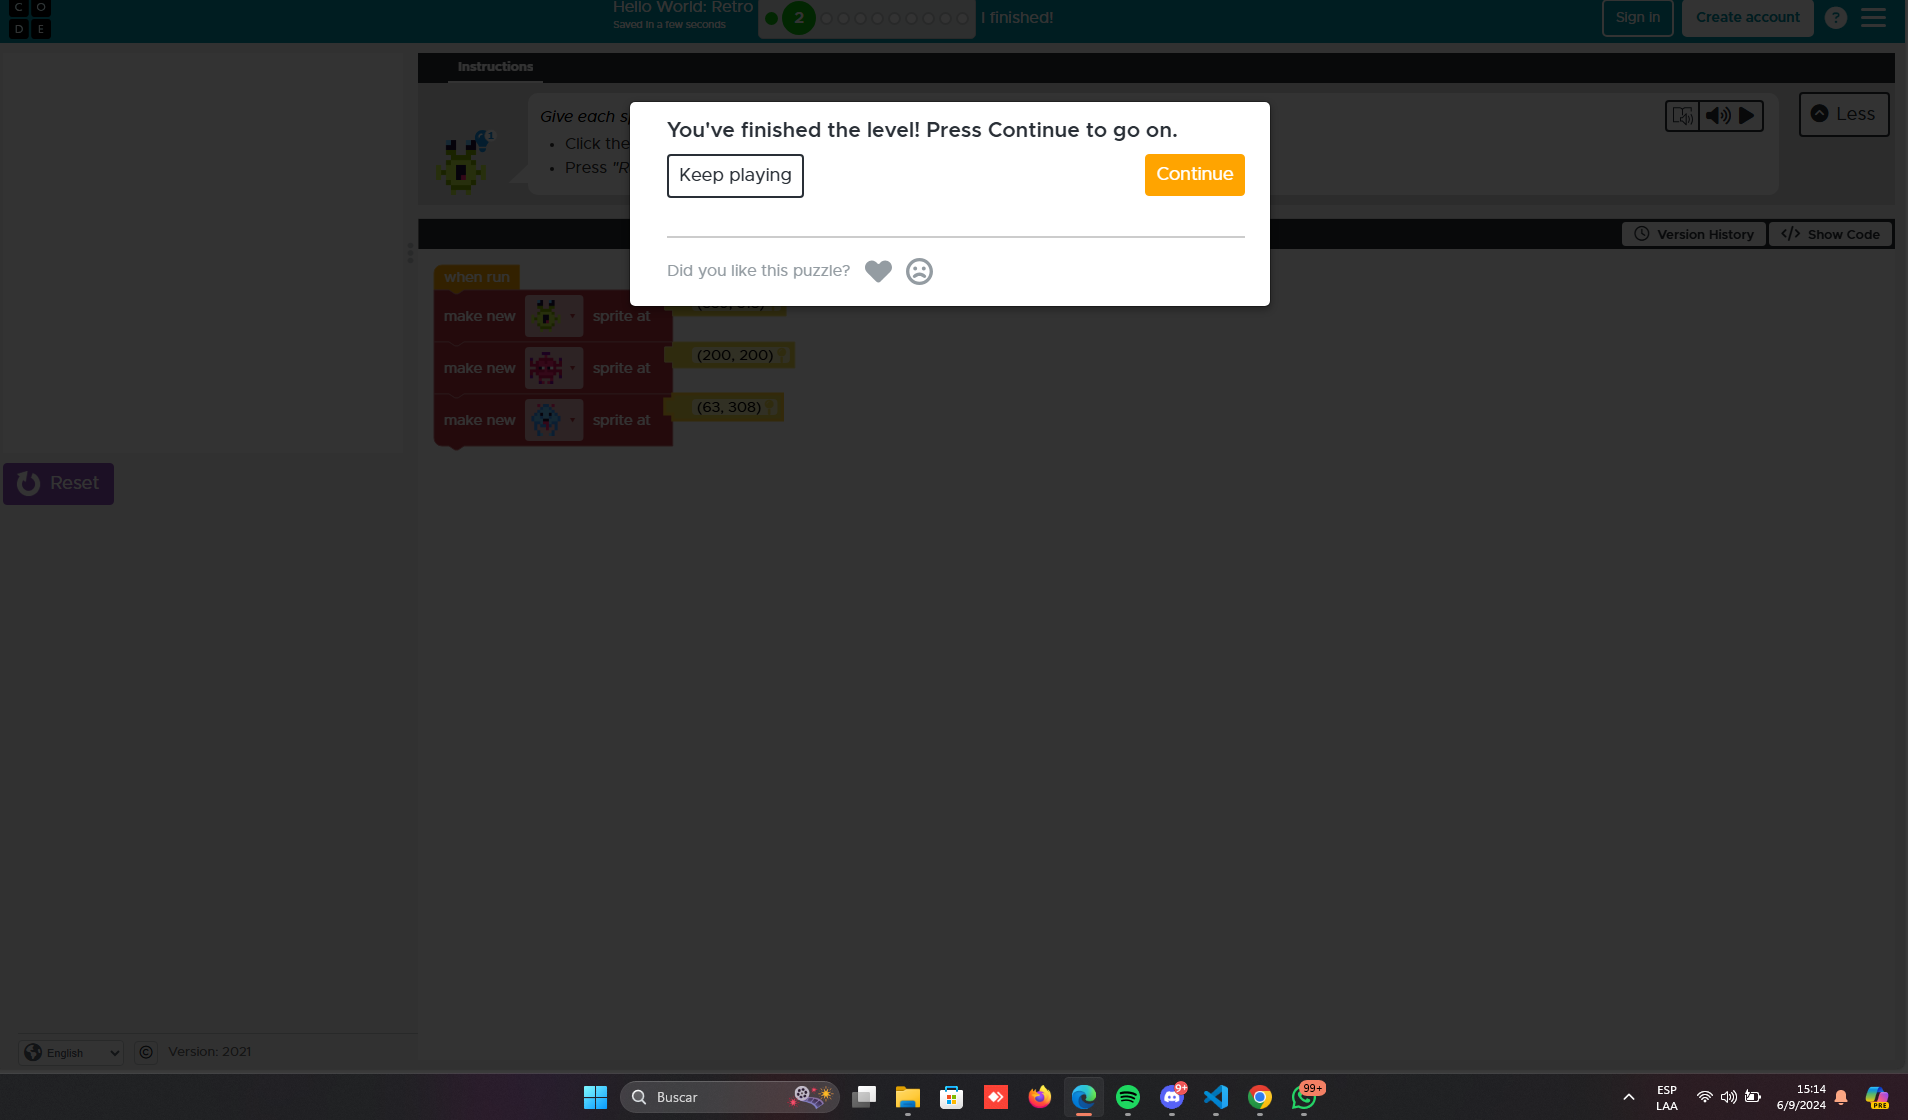 C O
D E
Hello World: Retro
Saved in a few seconds
2
I finished!
Sign in
Create account
?
Instructions
Give each s
Click the
Press "R
1
Less
You've finished the level! Press Continue to go on.
Keep playing
Continue
Did you like this puzzle?
Version History
</> Show Code
when run
make new sprite at
make new sprite at (200, 200)
make new sprite at (63, 308)
Reset
English
© Version: 2021
Buscar
9+
99+
ESP
LAA
15:14
6/9/2024
PRE